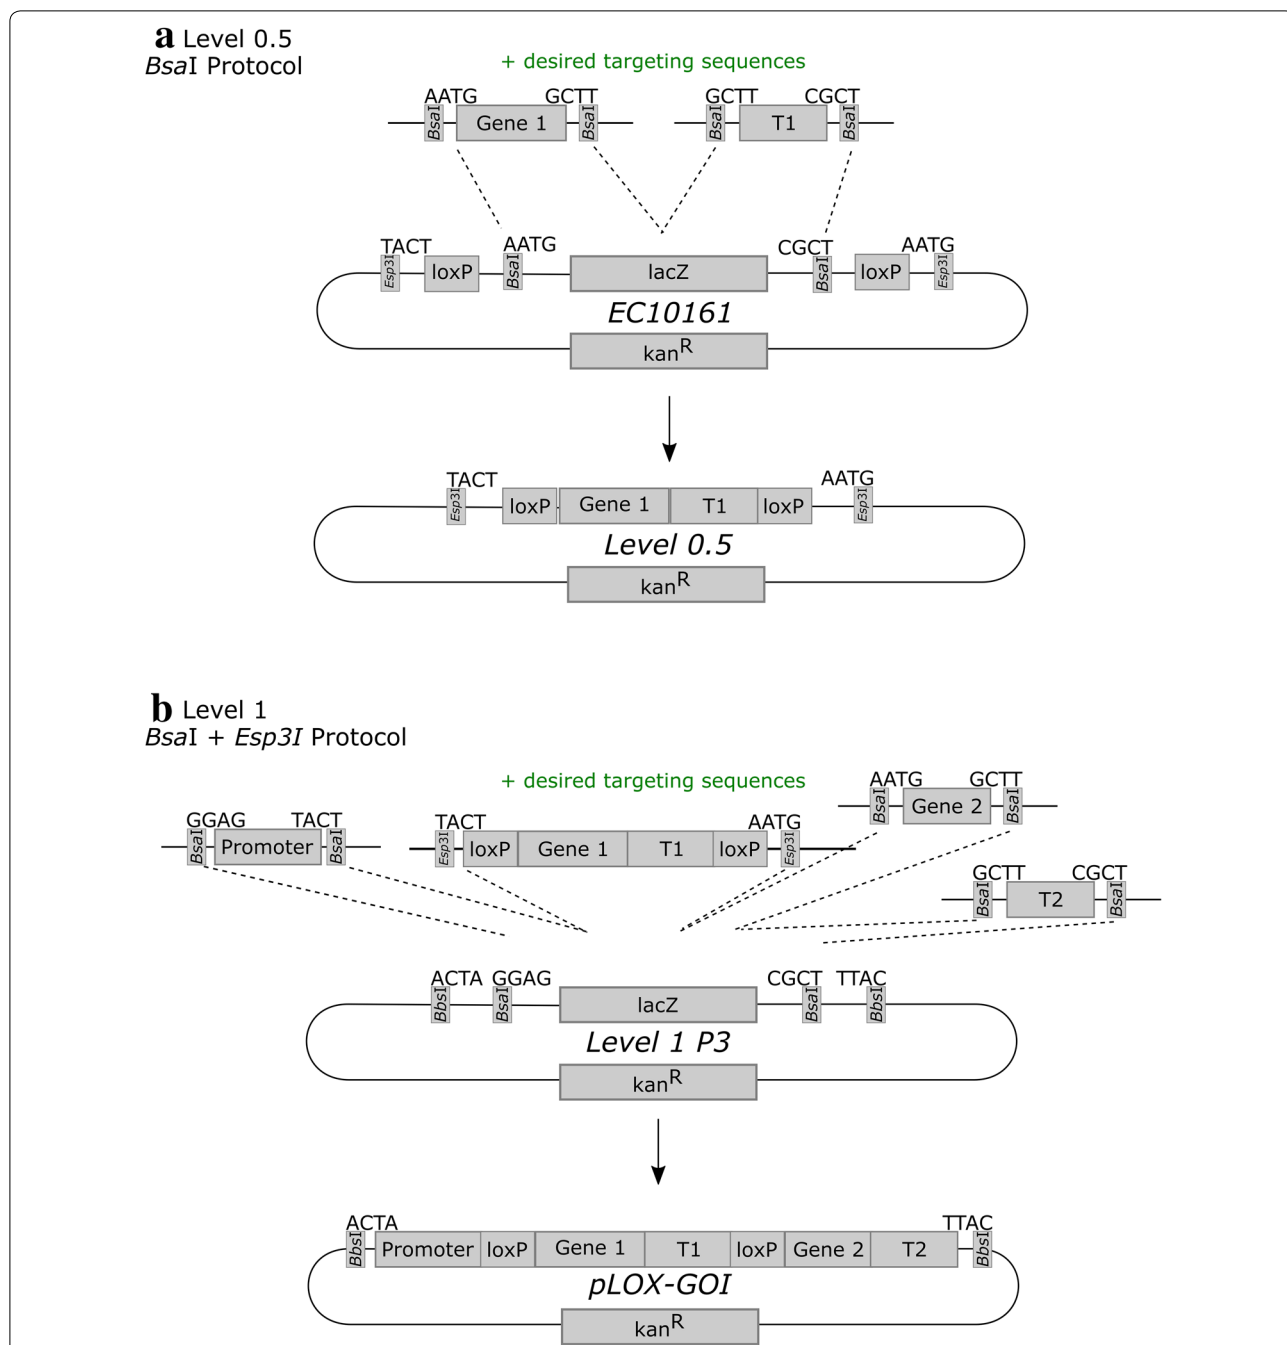 a Level 0.5
BsaI Protocol
+ desired targeting sequences
AATG GCTT GCTT CGCT
BsaI Gene 1 BsaI BsaI T1 BsaI
TACT AATG CGCT AATG
Esp3I loxP BsaI lacZ BsaI loxP Esp3I
EC10161
kanR
TACT AATG
Esp3I loxP Gene 1 T1 loxP Esp3I
Level 0.5
kanR
b Level 1
BsaI + Esp3I Protocol
+ desired targeting sequences
AATG GCTT
BsaI Gene 2 BsaI
GGAG TACT TACT AATG
BsaI Promoter BsaI Esp3I loxP Gene 1 T1 loxP Esp3I
GCTT CGCT
BsaI T2 BsaI
ACTA GGAG CGCT TTAC
BbsI BsaI lacZ BsaI BbsI
Level 1 P3
kanR
ACTA TTAC
BbsI Promoter loxP Gene 1 T1 loxP Gene 2 T2 BbsI
pLOX-GOI
kanR